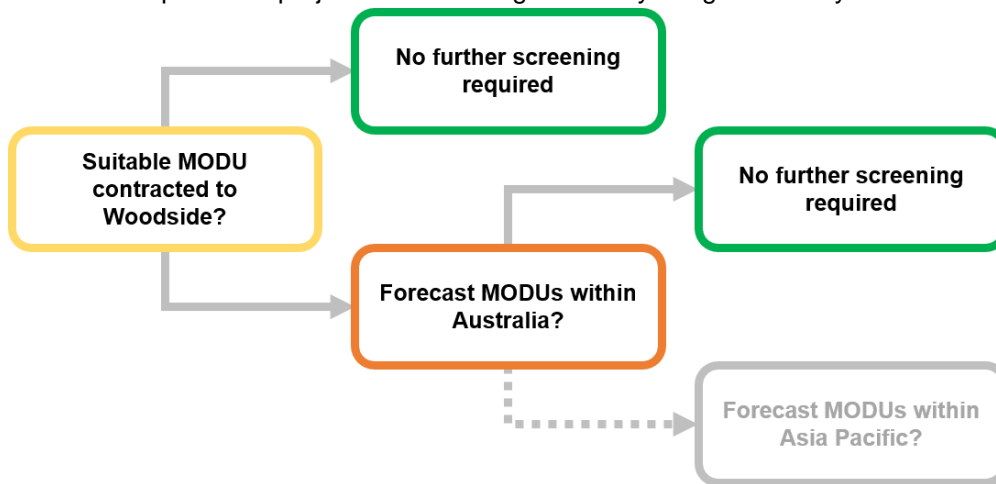 No further screening
required
Suitable MODU
contracted to
Woodside?
No further screening
required
Forecast MODUs within
Australia?
Forecast MODUs within
Asia Pacific?